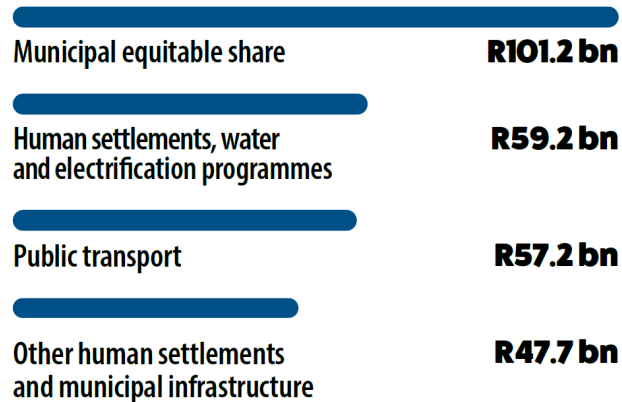 Municipal equitable share R101.2 bn
Human settlements, water R59.2 bn
and electrification programmes
Public transport R57.2 bn
Other human settlements R47.7 bn
and municipal infrastructure